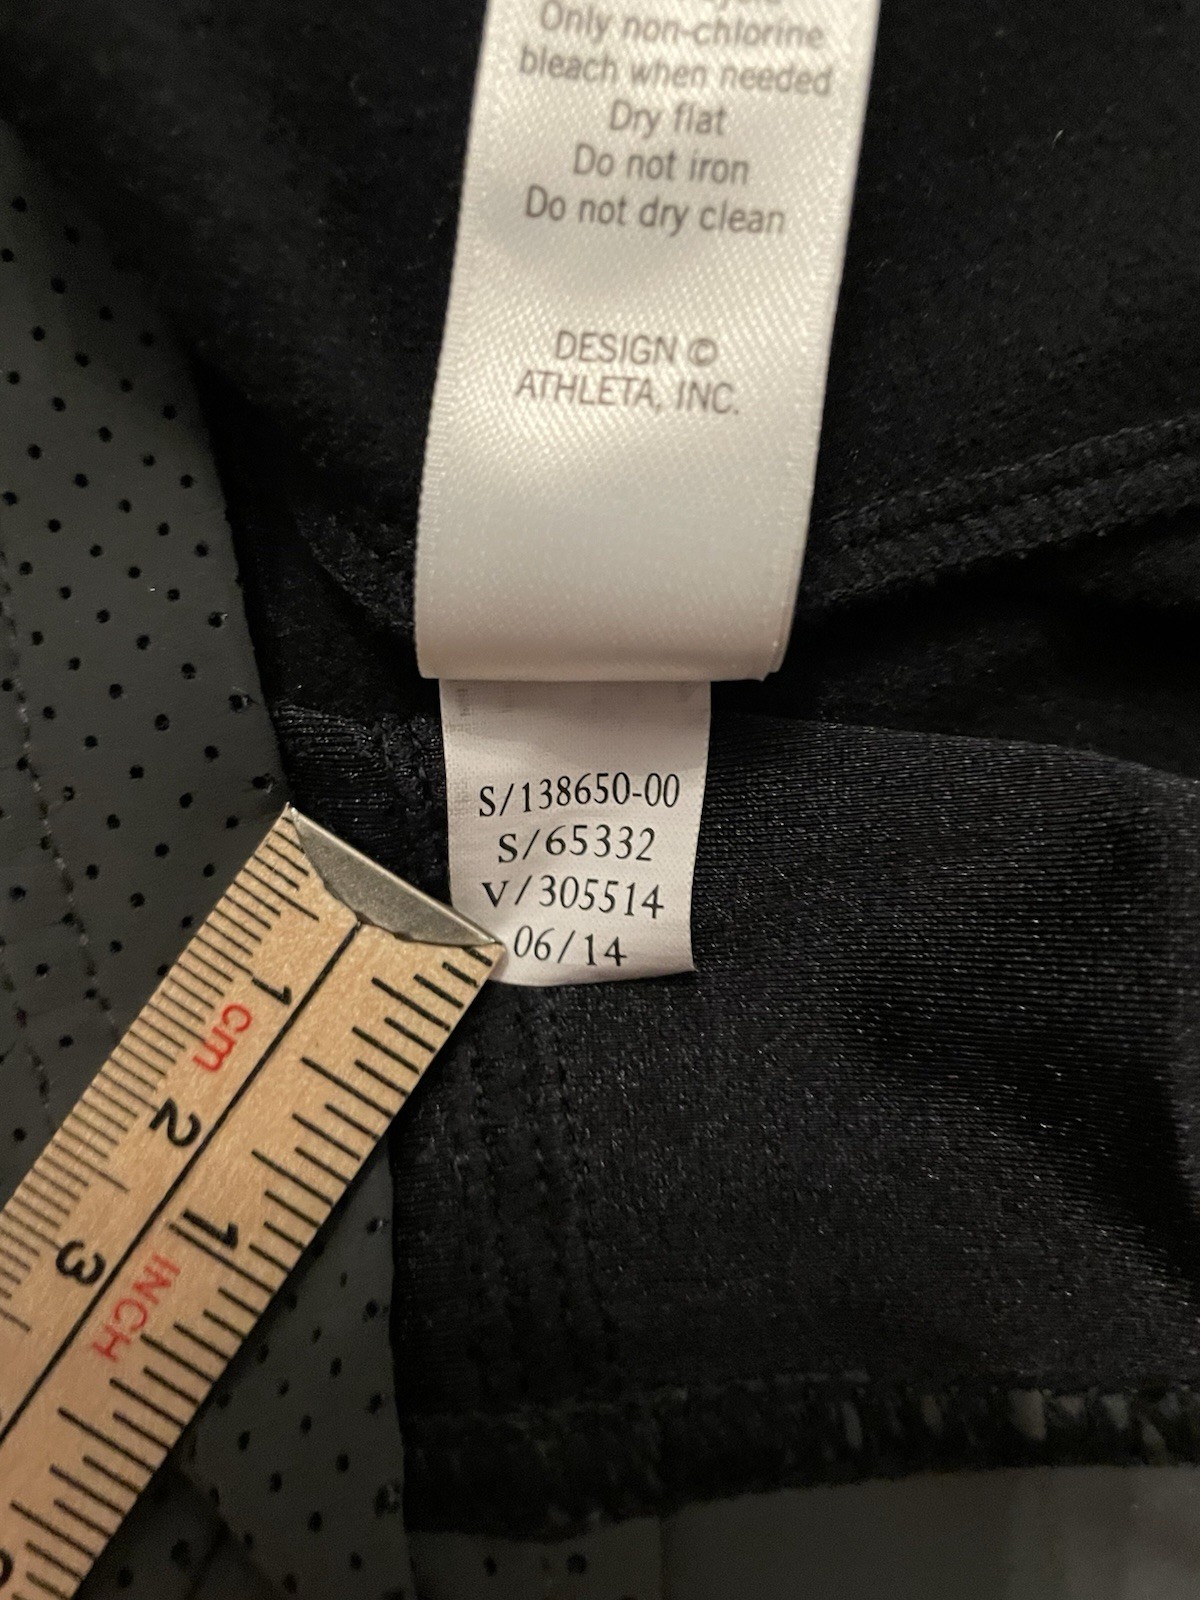 Only non-chlorine
bleach when needed
Dry flat
Do not iron
Do not dry clean
DESIGN ©
ATHLETA, INC.
S/138650-00
S/65332
V/305514
06/14
1
cm
2
3
1
INCH